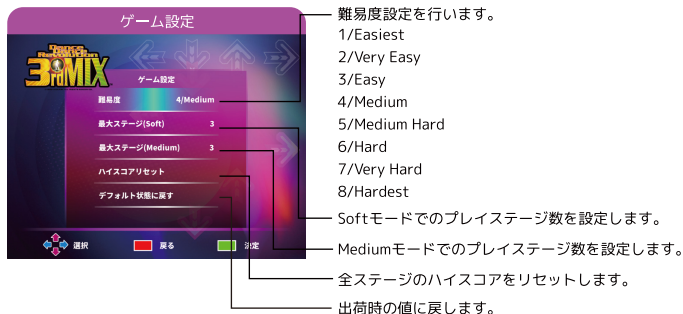 ゲーム設定
Dance Dance
Revolution
3rdMIX
ゲーム設定
難易度 4/Medium
最大ステージ(Soft) 3
最大ステージ(Medium) 3
ハイスコアリセット
デフォルト状態に戻す
選択 戻る 決定
難易度設定を行います。
1/Easiest
2/Very Easy
3/Easy
4/Medium
5/Medium Hard
6/Hard
7/Very Hard
8/Hardest
Softモードでのプレイステージ数を設定します。
Mediumモードでのプレイステージ数を設定します。
全ステージのハイスコアをリセットします。
出荷時の値に戻します。